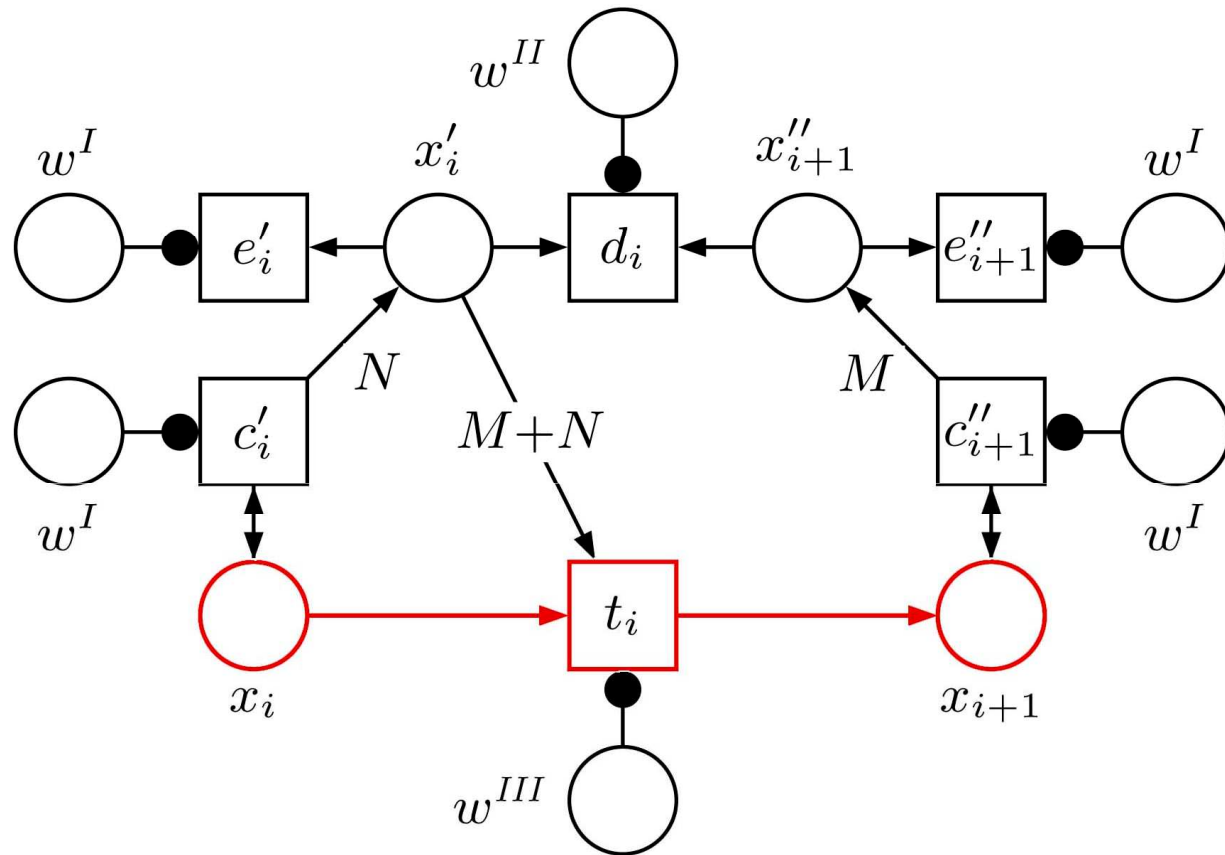 w^{II}
w^I x'_i x''_{i+1} w^I
e'_i d_i e''_{i+1}
N M
c'_i M+N c''_{i+1}
w^I w^I
t_i
x_i x_{i+1}
w^{III}